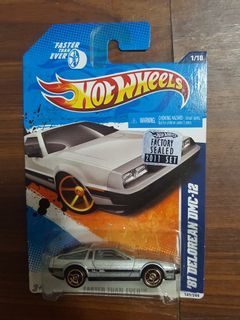 FASTER
THAN
EVER
1/10
HOT WHEELS
FACTORY
SEALED
2011 SET
'81 DELOREAN DMC-12
FASTER THAN EVER